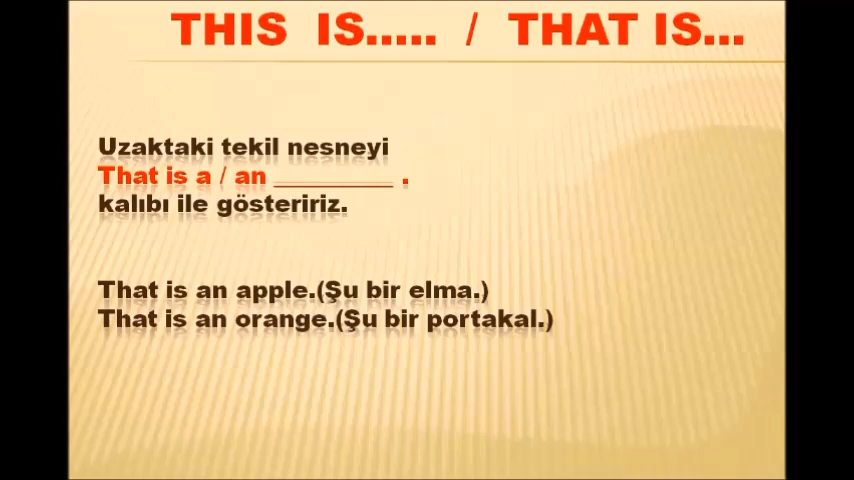 THIS IS..... / THAT IS...
Uzaktaki tekil nesneyi
That is a / an __________ .
kalıbı ile gösteririz.
That is an apple.(Şu bir elma.)
That is an orange.(Şu bir portakal.)